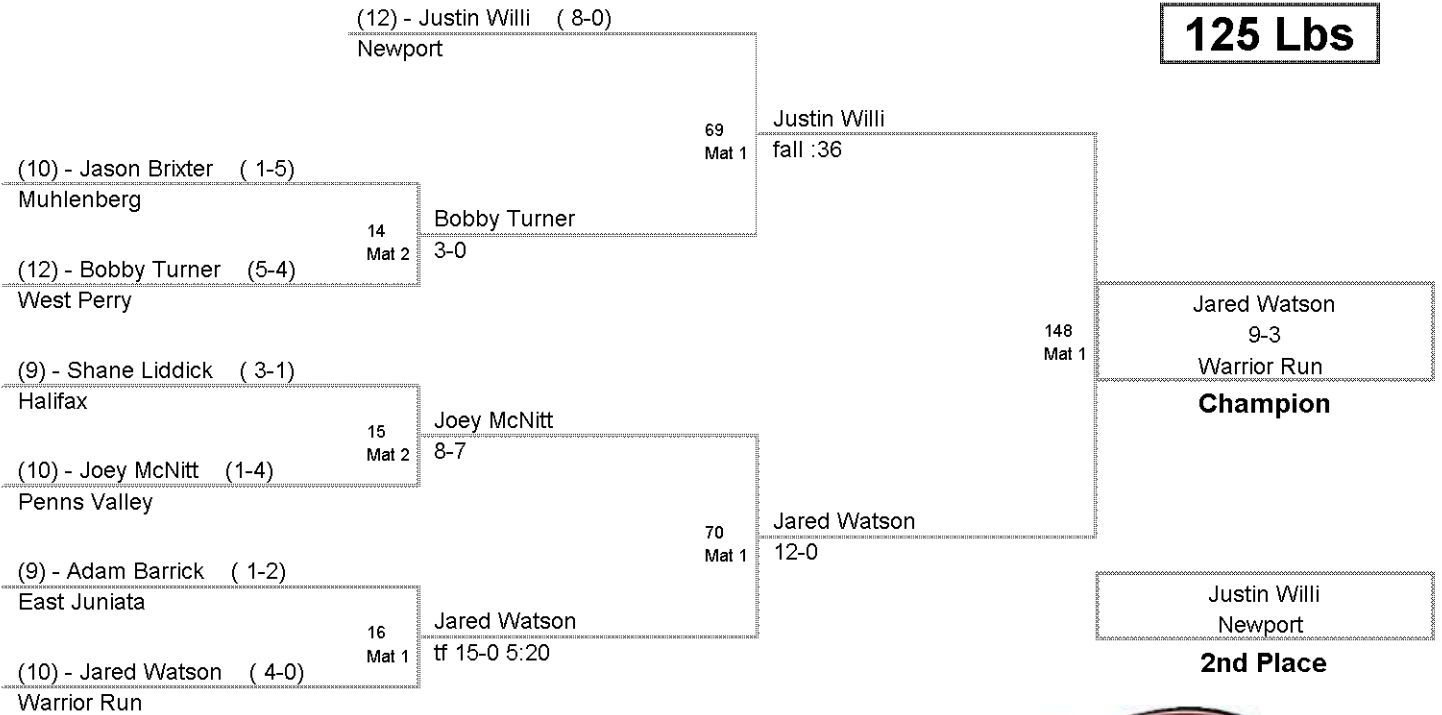 (12) - Justin Willi ( 8-0)
Newport
125 Lbs
69
Mat 1
Justin Willi
fall :36
(10) - Jason Brixter ( 1-5)
Muhlenberg
14
Mat 2
Bobby Turner
3-0
(12) - Bobby Turner (5-4)
West Perry
148
Mat 1
Jared Watson
9-3
Warrior Run
Champion
(9) - Shane Liddick ( 3-1)
Halifax
15
Mat 2
Joey McNitt
8-7
(10) - Joey McNitt (1-4)
Penns Valley
70
Mat 1
Jared Watson
12-0
(9) - Adam Barrick ( 1-2)
East Juniata
16
Mat 1
Jared Watson
tf 15-0 5:20
(10) - Jared Watson ( 4-0)
Warrior Run
Justin Willi
Newport
2nd Place